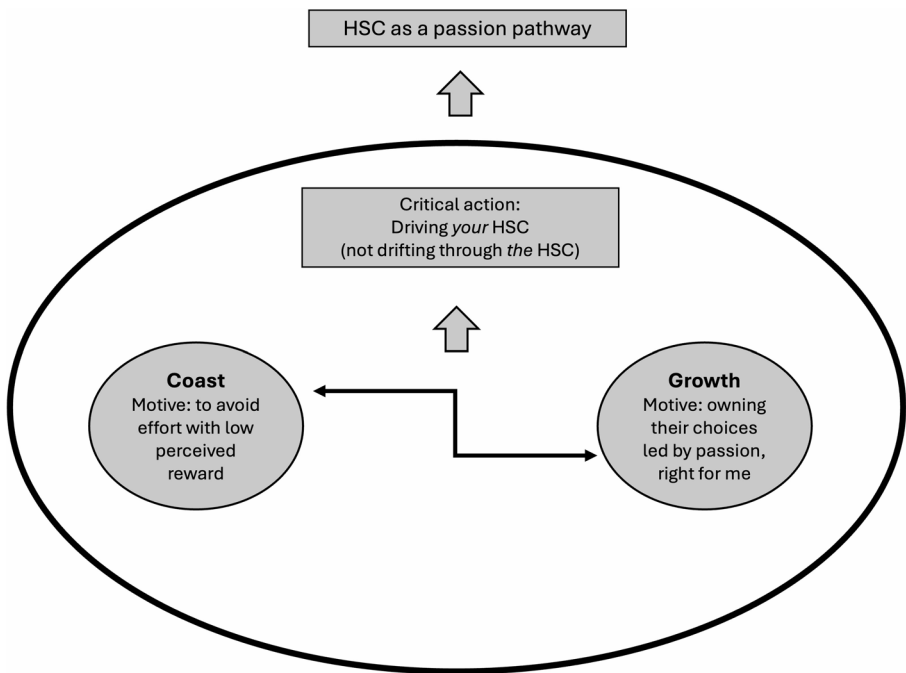 HSC as a passion pathway
Critical action:
Driving your HSC
(not drifting through the HSC)
Coast
Motive: to avoid
effort with low
perceived
reward
Growth
Motive: owning
their choices
led by passion,
right for me